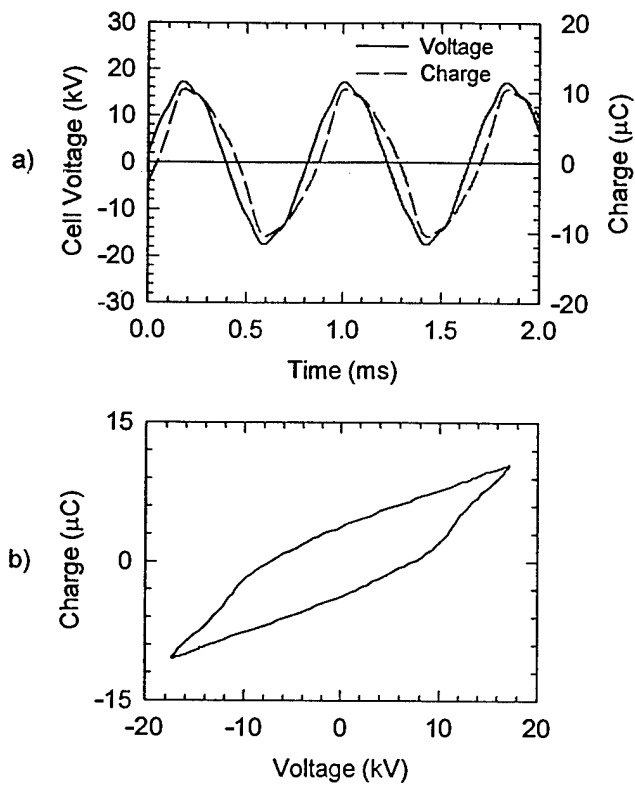 a)
Cell Voltage (kV)
30
20
10
0
-10
-20
-30
Voltage
Charge
20
10
0
-10
-20
Charge (μC)
0.0 0.5 1.0 1.5 2.0
Time (ms)
b)
Charge (μC)
15
0
-15
-20 -10 0 10 20
Voltage (kV)